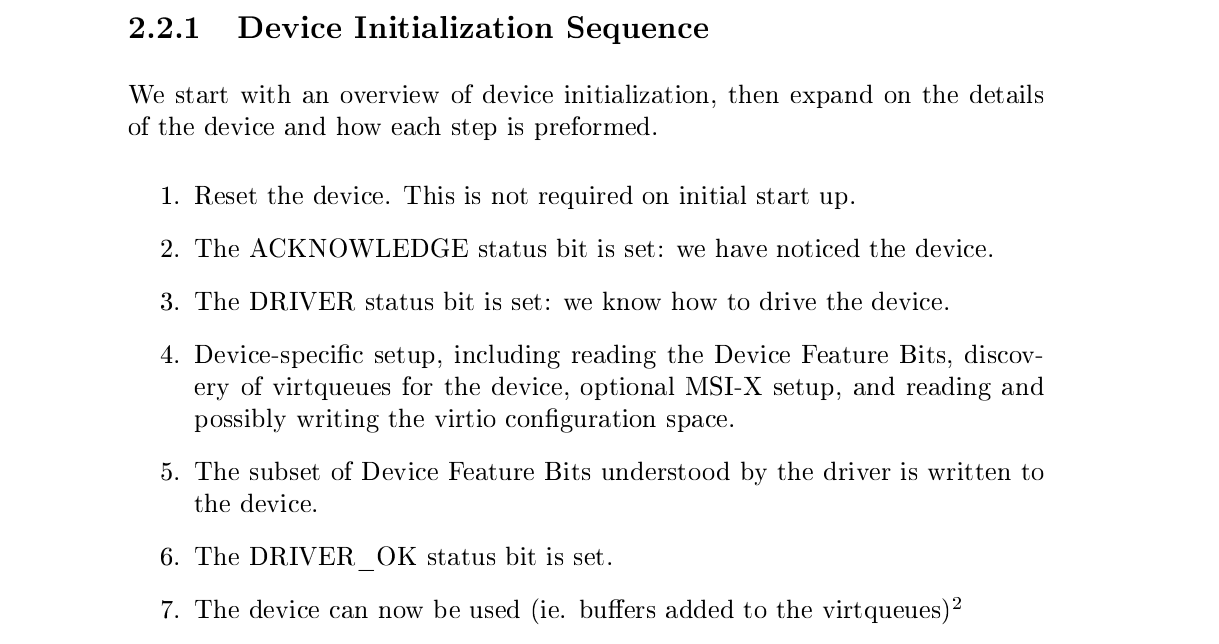 2.2.1 Device Initialization Sequence
We start with an overview of device initialization, then expand on the details
of the device and how each step is preformed.
1. Reset the device. This is not required on initial start up.
2. The ACKNOWLEDGE status bit is set: we have noticed the device.
3. The DRIVER status bit is set: we know how to drive the device.
4. Device-specific setup, including reading the Device Feature Bits, discov-
ery of virtqueues for the device, optional MSI-X setup, and reading and
possibly writing the virtio configuration space.
5. The subset of Device Feature Bits understood by the driver is written to
the device.
6. The DRIVER_OK status bit is set.
7. The device can now be used (ie. buffers added to the virtqueues)²